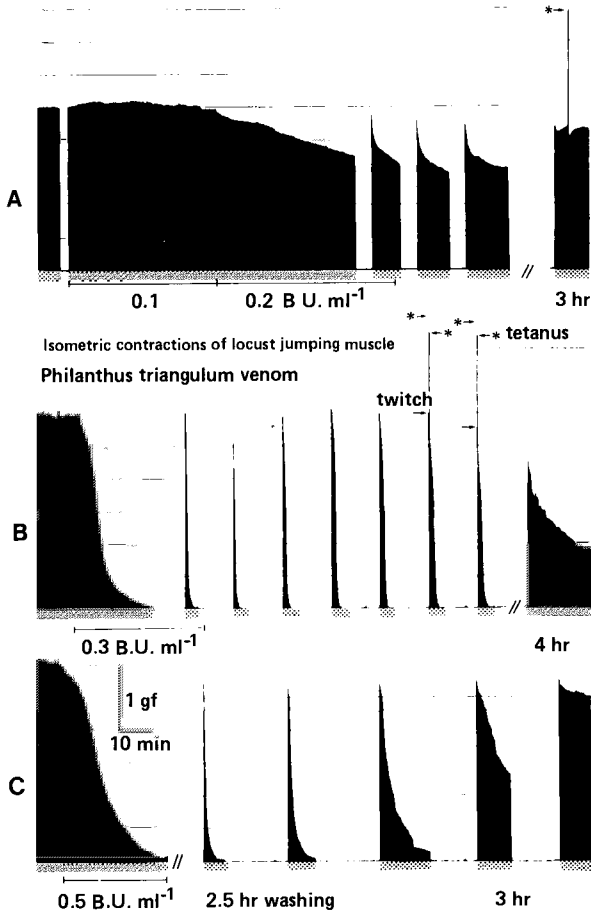 *
A
0.1
0.2 B U. ml⁻¹
//
3 hr
Isometric contractions of locust jumping muscle
Philanthus triangulum venom
* *
* * tetanus
twitch
B
0.3 B.U. ml⁻¹
//
4 hr
1 gf
10 min
C
//
0.5 B.U. ml⁻¹
2.5 hr washing
3 hr